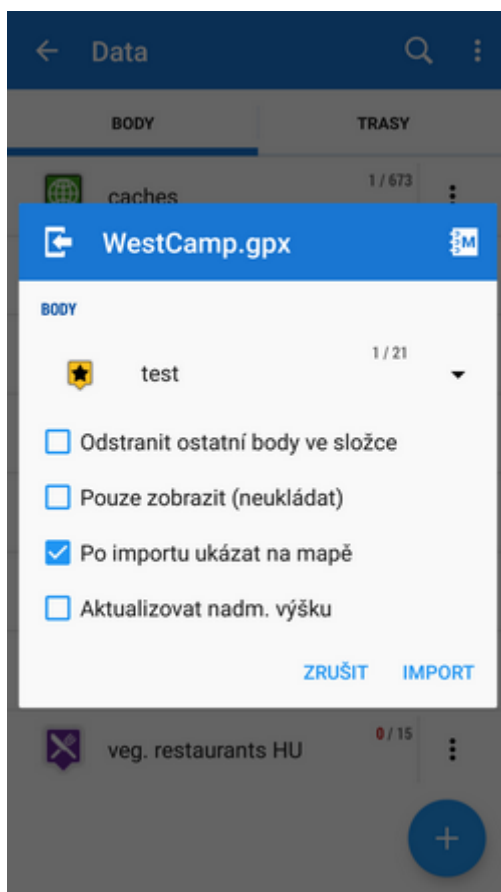 Data
BODY TRASY
caches 1 / 673
WestCamp.gpx
BODY
test 1 / 21
Odstranit ostatní body ve složce
Pouze zobrazit (neukládat)
Po importu ukázat na mapě
Aktualizovat nadm. výšku
ZRUŠIT IMPORT
veg. restaurants HU 0 / 15